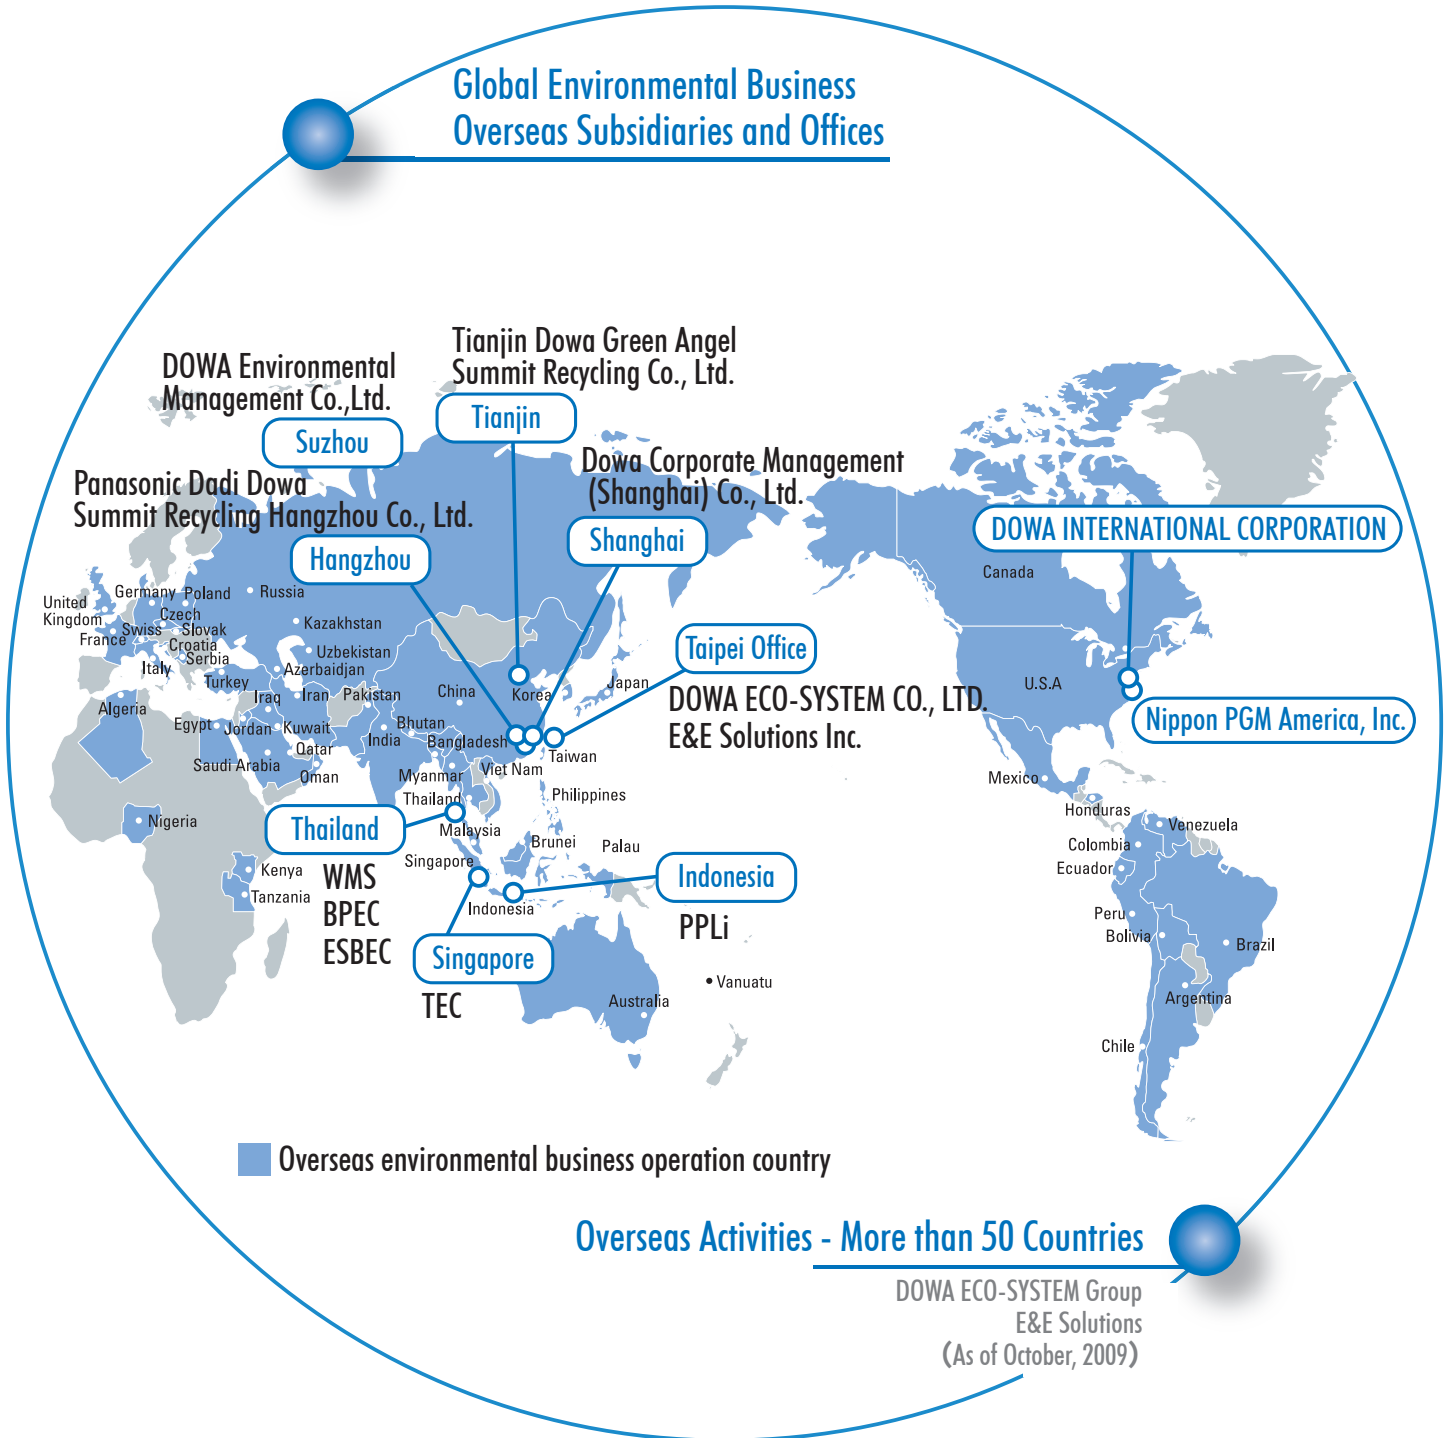 Global Environmental Business
Overseas Subsidiaries and Offices
Tianjin Dowa Green Angel
Summit Recycling Co., Ltd.
Tianjin
DOWA Environmental
Management Co.,Ltd.
Suzhou
Dowa Corporate Management
(Shanghai) Co., Ltd.
Shanghai
Panasonic Dadi Dowa
Summit Recycling Hangzhou Co., Ltd.
Hangzhou
DOWA INTERNATIONAL CORPORATION
Nippon PGM America, Inc.
Taipei Office
DOWA ECO-SYSTEM CO., LTD.
E&E Solutions Inc.
United
Kingdom
Germany
Poland
Russia
Czech
France
Swiss
Slovak
Croatia
Serbia
Italy
Turkey
Kazakhstan
Uzbekistan
Azerbaijan
Iraq
Iran
Pakistan
China
Korea
Japan
Algeria
Egypt
Jordan
Kuwait
Qatar
Saudi Arabia
Oman
Bhutan
India
Bangladesh
Myanmar
Viet Nam
Taiwan
Thailand
Philippines
Malaysia
Singapore
Brunei
Palau
Indonesia
Nigeria
Kenya
Tanzania
Australia
Vanuatu
Canada
U.S.A
Mexico
Honduras
Venezuela
Colombia
Ecuador
Peru
Bolivia
Brazil
Argentina
Chile
Thailand
WMS
BPEC
ESBEC
Singapore
TEC
Indonesia
PPLi
Overseas environmental business operation country
Overseas Activities - More than 50 Countries
DOWA ECO-SYSTEM Group
E&E Solutions
(As of October, 2009)